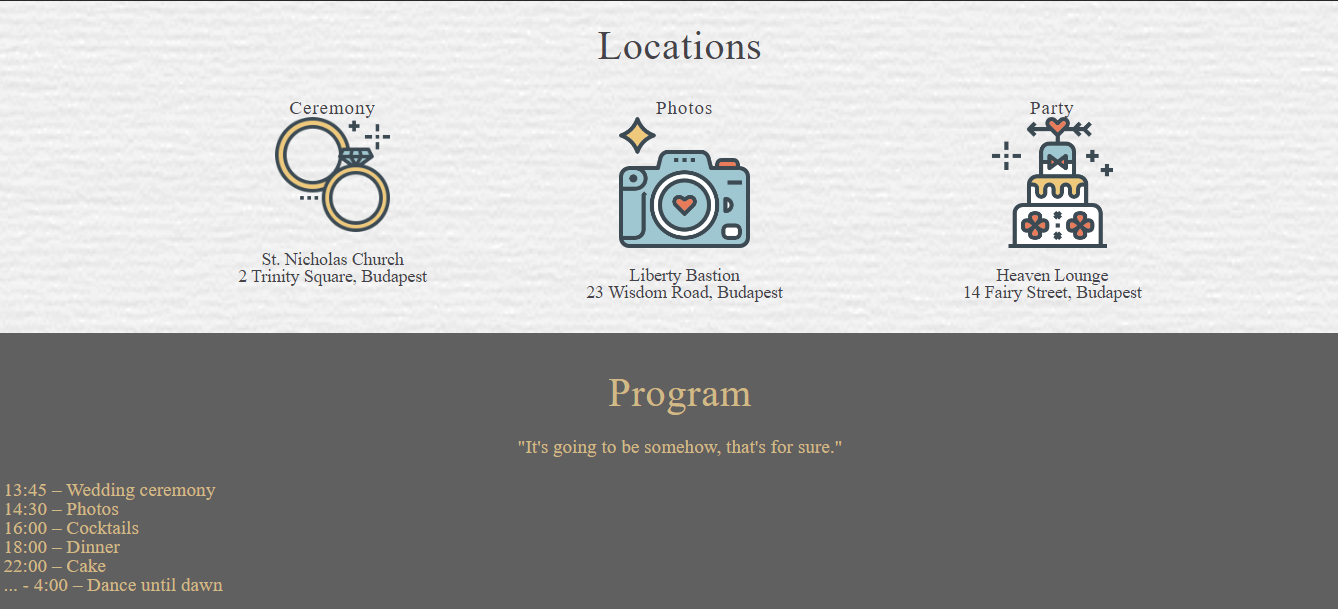 Locations
Ceremony
St. Nicholas Church
2 Trinity Square, Budapest
Photos
Liberty Bastion
23 Wisdom Road, Budapest
Party
Heaven Lounge
14 Fairy Street, Budapest
Program
"It's going to be somehow, that's for sure."
13:45 – Wedding ceremony
14:30 – Photos
16:00 – Cocktails
18:00 – Dinner
22:00 – Cake
... - 4:00 – Dance until dawn